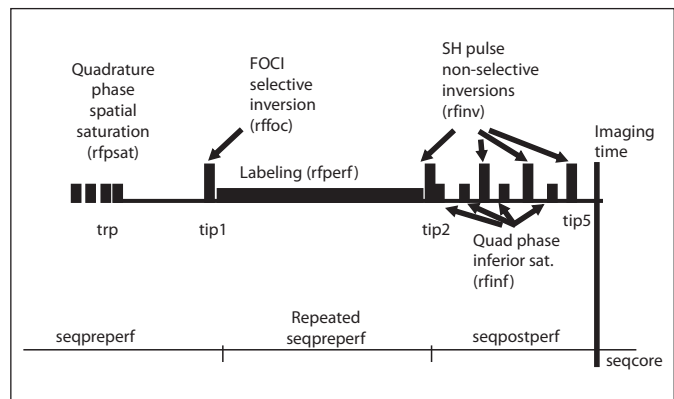 Quadrature
phase
spatial
saturation
(rfpsat)
FOCI
selective
inversion
(rffoc)
SH pulse
non-selective
inversions
(rfinv)
Imaging
time
Labeling (rfperf)
trp
tip1
tip2
tip5
Quad phase
inferior sat.
(rfinf)
seqpreperf
Repeated
seqpreperf
seqpostperf
seqcore